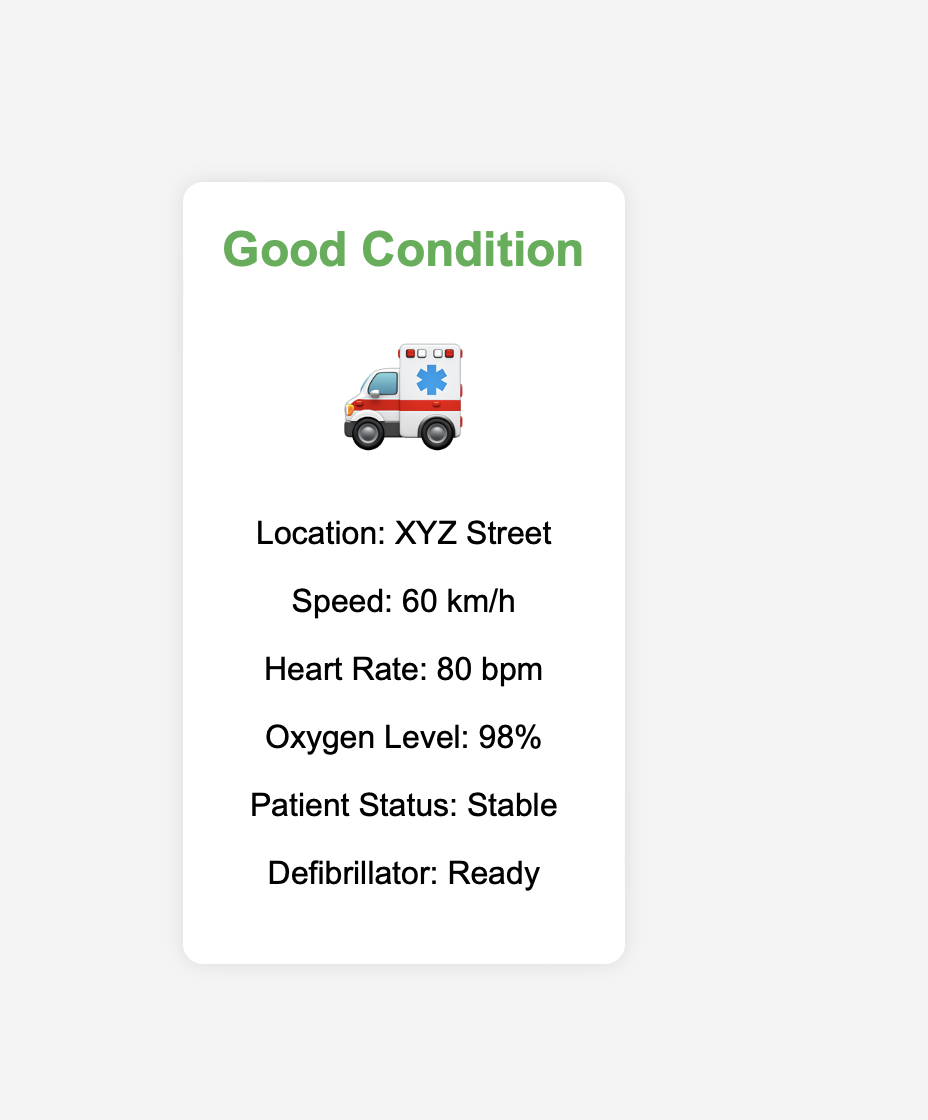 Good Condition
Location: XYZ Street
Speed: 60 km/h
Heart Rate: 80 bpm
Oxygen Level: 98%
Patient Status: Stable
Defibrillator: Ready